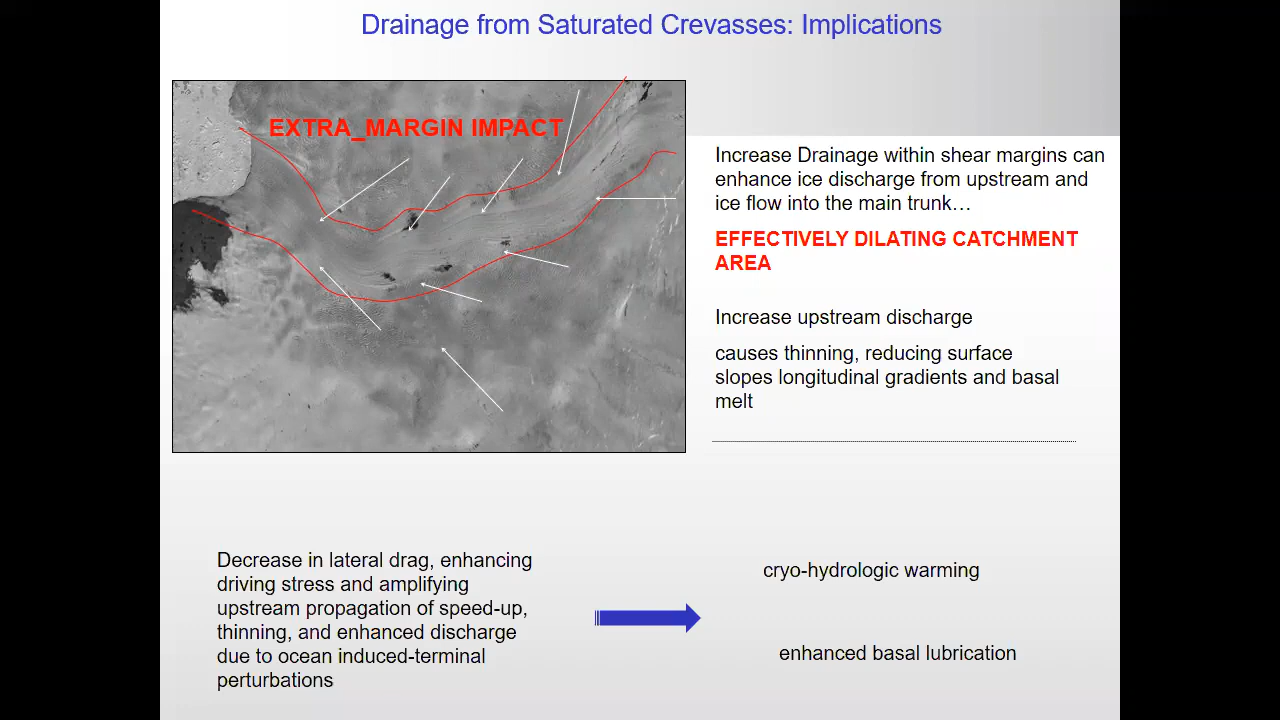 Drainage from Saturated Crevasses: Implications
EXTRA_MARGIN IMPACT
Increase Drainage within shear margins can
enhance ice discharge from upstream and
ice flow into the main trunk…
EFFECTIVELY DILATING CATCHMENT
AREA
Increase upstream discharge
causes thinning, reducing surface
slopes longitudinal gradients and basal
melt
Decrease in lateral drag, enhancing
driving stress and amplifying
upstream propagation of speed-up,
thinning, and enhanced discharge
due to ocean induced-terminal
perturbations
cryo-hydrologic warming
enhanced basal lubrication